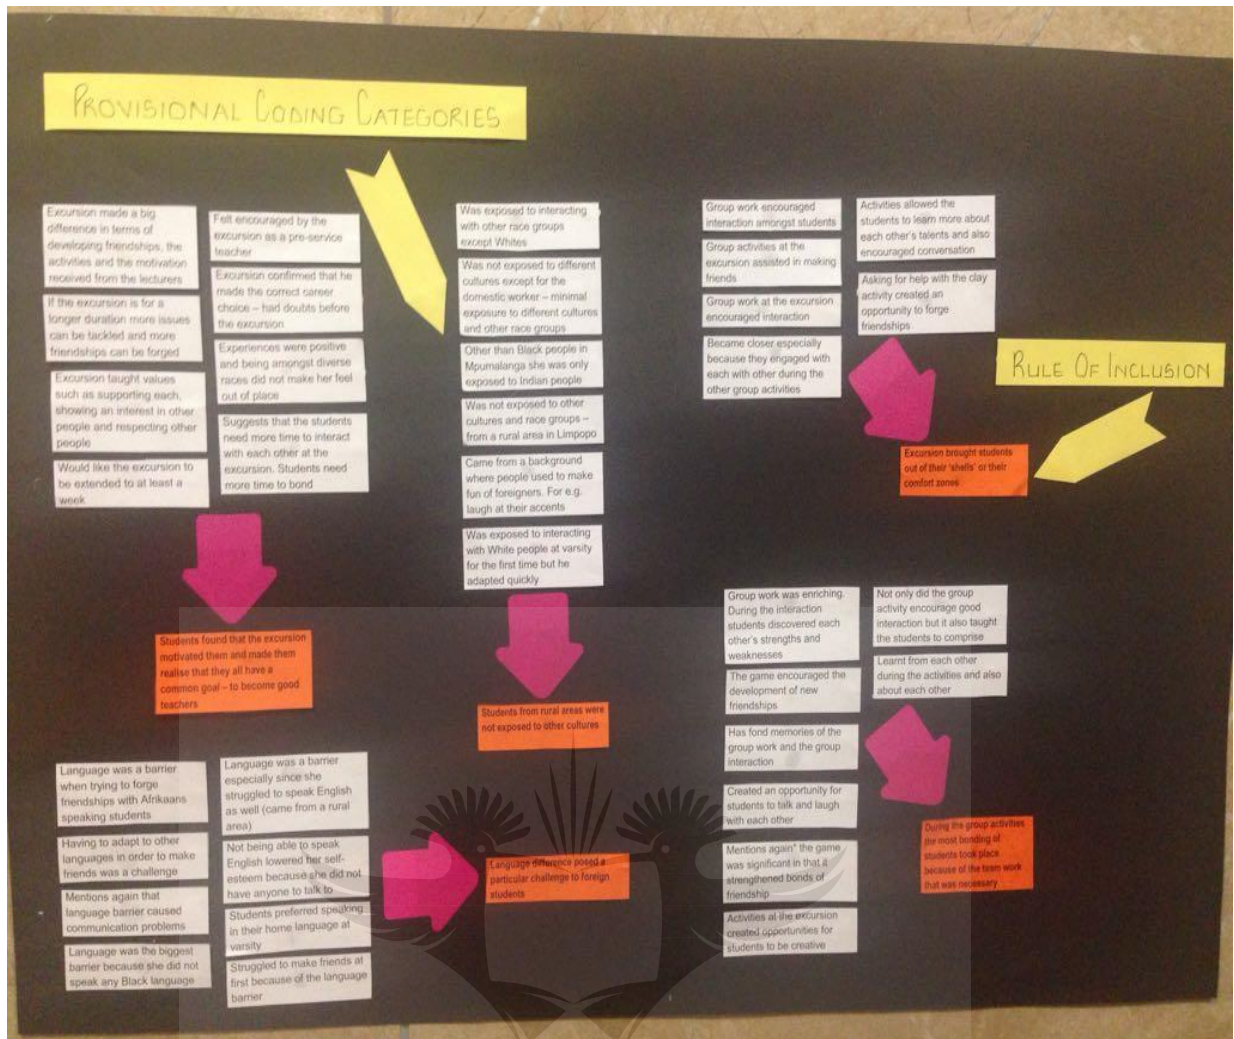 PROVISIONAL CODING CATEGORIES
Excursion made a big
difference in terms of
developing friendships, the
activities and the motivation
received from the lecturers
If the excursion is for a
longer duration more issues
can be tackled and more
friendships can be forged
Excursion taught values
such as supporting each,
showing an interest in other
people and respecting other
people
Would like the excursion to
be extended to at least a
week
Felt encouraged by the
excursion as a pre-service
teacher
Excursion confirmed that he
made the correct career
choice – had doubts before
the excursion
Experiences were positive
and being amongst diverse
races did not make her feel
out of place
Suggests that the students
need more time to interact
with each other at the
excursion. Students need
more time to bond
Students found that the excursion
motivated them and made them
realise that they all have a
common goal – to become good
teachers
Was exposed to interacting
with other race groups
except Whites
Was not exposed to different
cultures except for the
domestic worker – minimal
exposure to different cultures
and other race groups
Other than Black people in
Mpumalanga she was only
exposed to Indian people
Was not exposed to other
cultures and race groups –
from a rural area in Limpopo
Came from a background
where people used to make
fun of foreigners. For e.g.
laugh at their accents
Was exposed to interacting
with White people at varsity
for the first time but he
adapted quickly
Students from rural areas were
not exposed to other cultures
Group work encouraged
interaction amongst students
Group activities at the
excursion assisted in making
friends
Group work at the excursion
encouraged interaction
Became closer especially
because they engaged with
each with other during the
other group activities
Activities allowed the
students to learn more about
each other's talents and also
encouraged conversation
Asking for help with the clay
activity created an
opportunity to forge
friendships
RULE OF INCLUSION
Excursion brought students
out of their 'shells' or their
comfort zones
Language was a barrier
when trying to forge
friendships with Afrikaans
speaking students
Having to adapt to other
languages in order to make
friends was a challenge
Mentions again that
language barrier caused
communication problems
Language was the biggest
barrier because she did not
speak any Black language
Language was a barrier
especially since she
struggled to speak English
as well (came from a rural
area)
Not being able to speak
English lowered her self-
esteem because she did not
have anyone to talk to
Students preferred speaking
in their home language at
varsity
Struggled to make friends at
first because of the language
barrier
Language difference posed a
particular challenge to foreign
students
Group work was enriching.
During the interaction
students discovered each
other's strengths and
weaknesses
The game encouraged the
development of new
friendships
Has fond memories of the
group work and the group
interaction
Created an opportunity for
students to talk and laugh
with each other
Mentions again* the game
was significant in that it
strengthened bonds of
friendship
Activities at the excursion
created opportunities for
students to be creative
Not only did the group
activity encourage good
interaction but it also taught
the students to comprise
Learnt from each other
during the activities and also
about each other
During the group activities
the most bonding of
students took place
because of the team work
that was necessary